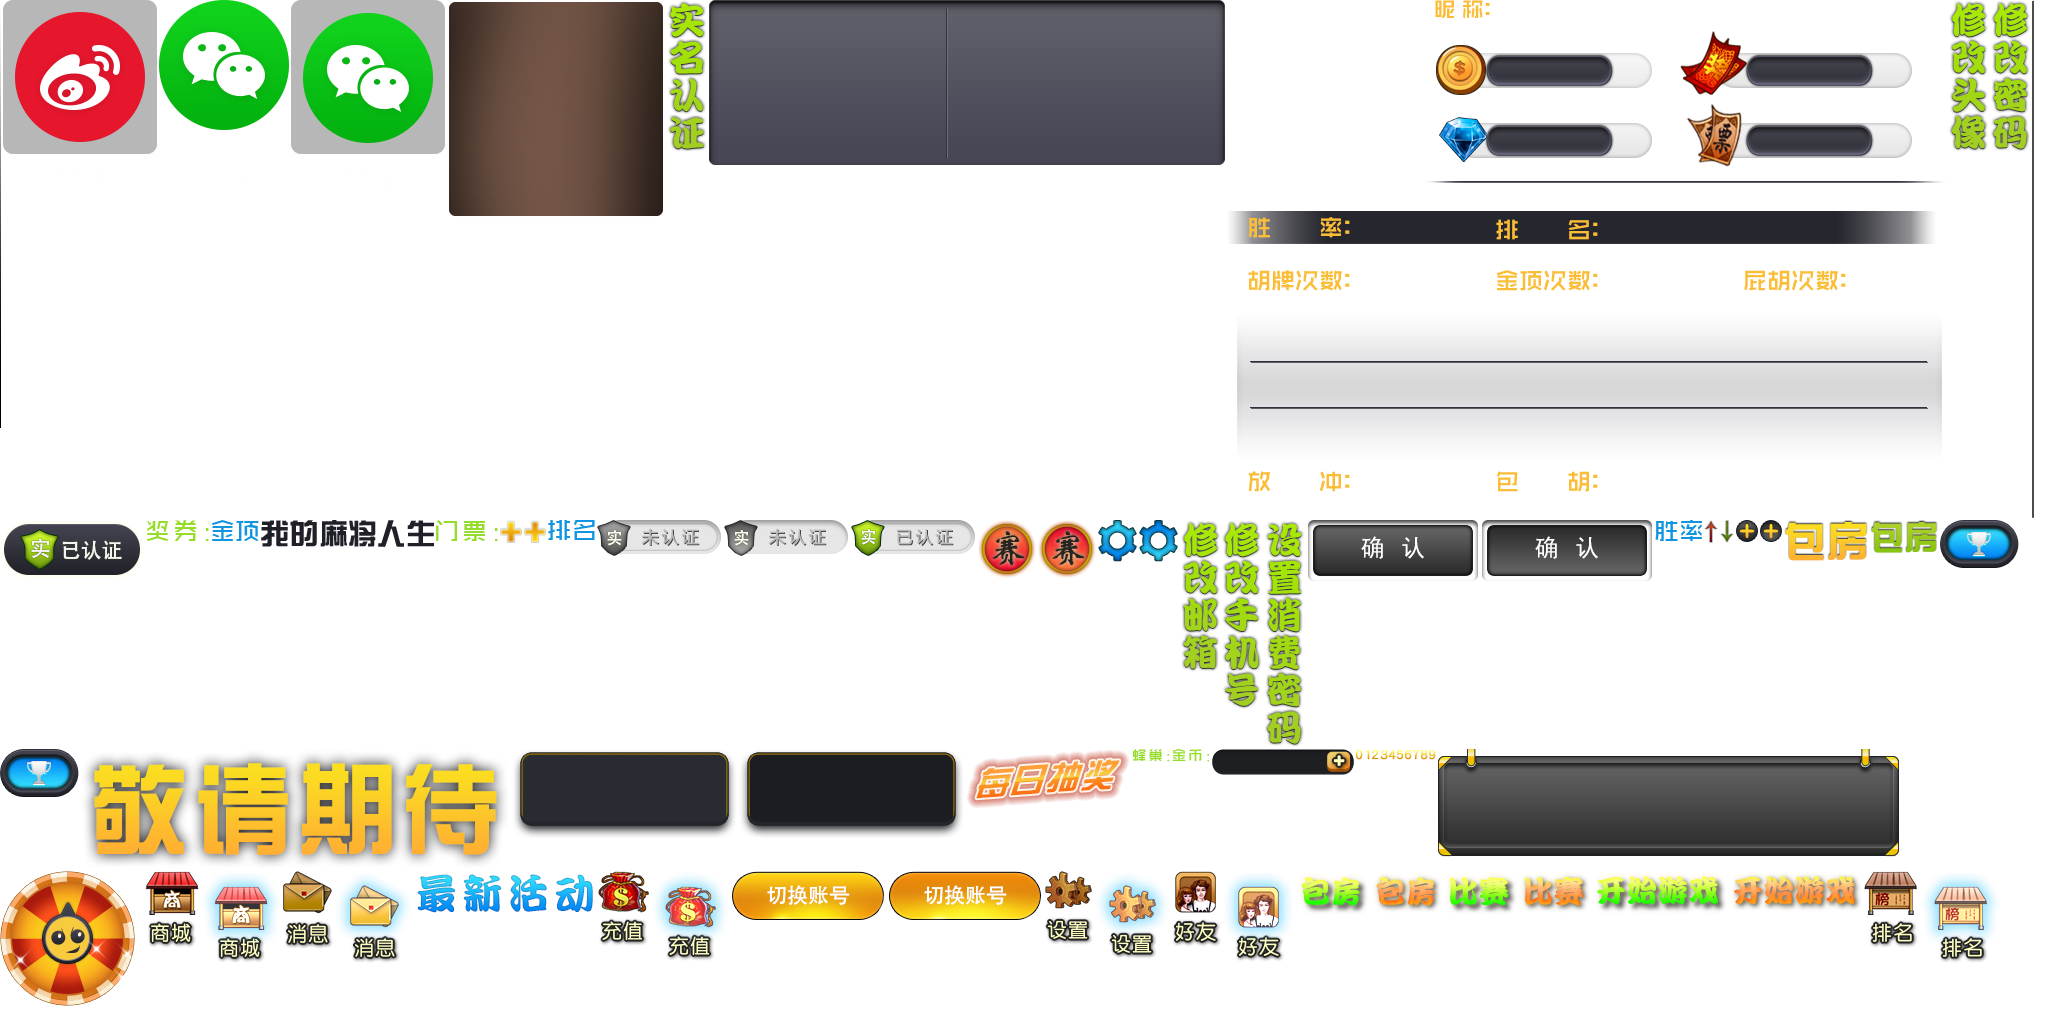 实名认证
昵称:
修改头像
修改密码
胜率:
排名:
胡牌次数:
金顶次数:
屁胡次数:
放冲:
包胡:
实 已认证
奖券:
金顶
我的麻将人生
门票:
排名
实 未认证
实 未认证
实 已认证
赛
赛
修改邮箱
修改手机号
设置消费密码
确认
确认
胜率
包房
包房
敬请期待
每日抽奖
蜂巢:
金币:
0123456789
商
商城
商
商城
消息
消息
最新活动
充值
充值
切换账号
切换账号
设置
设置
好友
好友
包房
包房
比赛
比赛
开始游戏
开始游戏
榜
排名
榜
排名
票